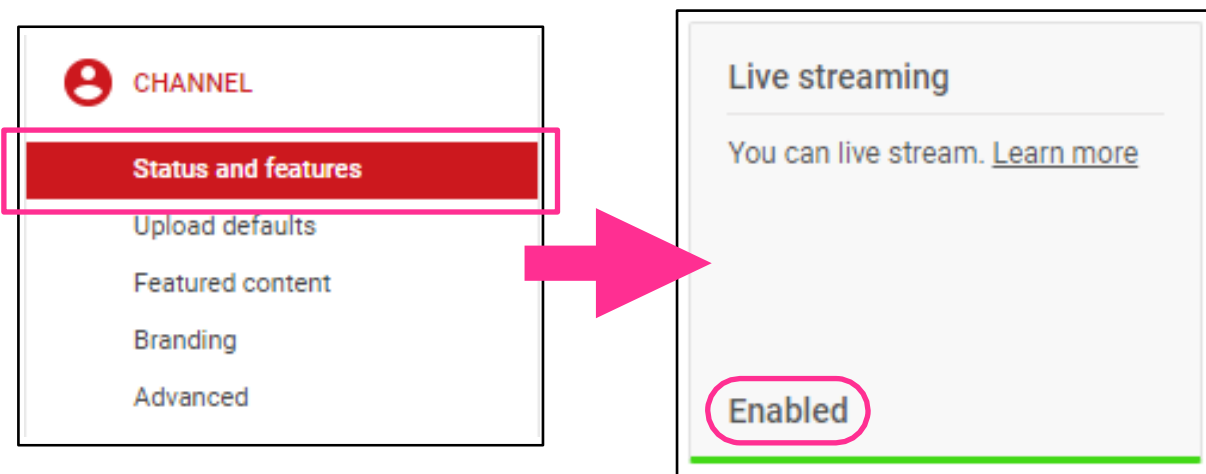 CHANNEL
Status and features
Upload defaults
Featured content
Branding
Advanced
Live streaming
You can live stream. Learn more
Enabled